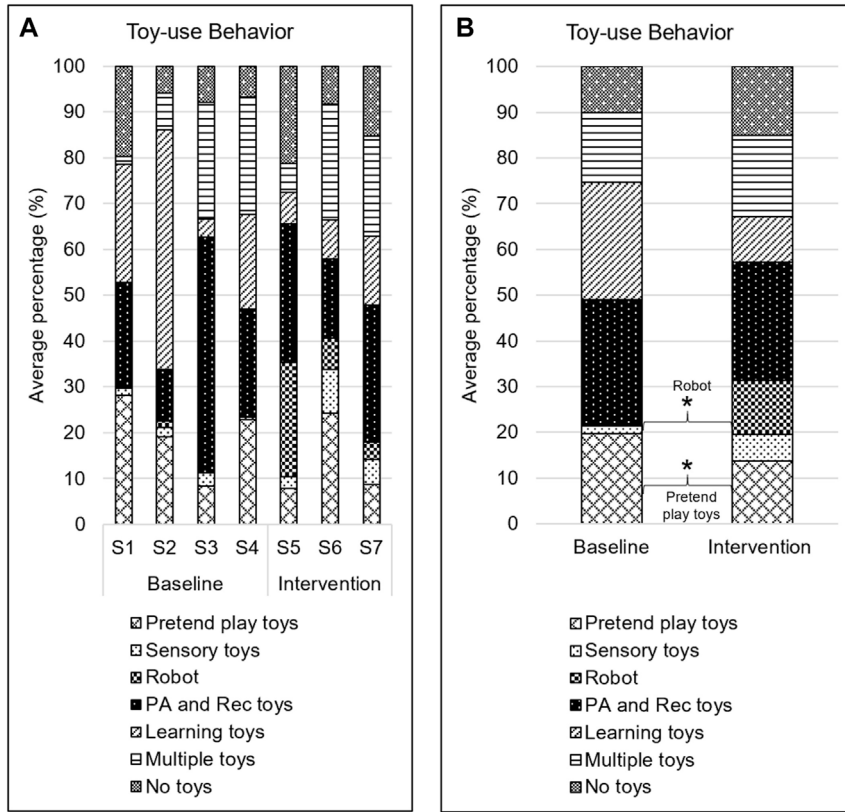 A
Toy-use Behavior
Average percentage (%)
100
90
80
70
60
50
40
30
20
10
0
S1 S2 S3 S4 S5 S6 S7
Baseline Intervention
Pretend play toys
Sensory toys
Robot
PA and Rec toys
Learning toys
Multiple toys
No toys
B
Toy-use Behavior
Average percentage (%)
100
90
80
70
60
50
40
30
20
10
0
Robot
*
*
Pretend
play toys
Baseline Intervention
Pretend play toys
Sensory toys
Robot
PA and Rec toys
Learning toys
Multiple toys
No toys